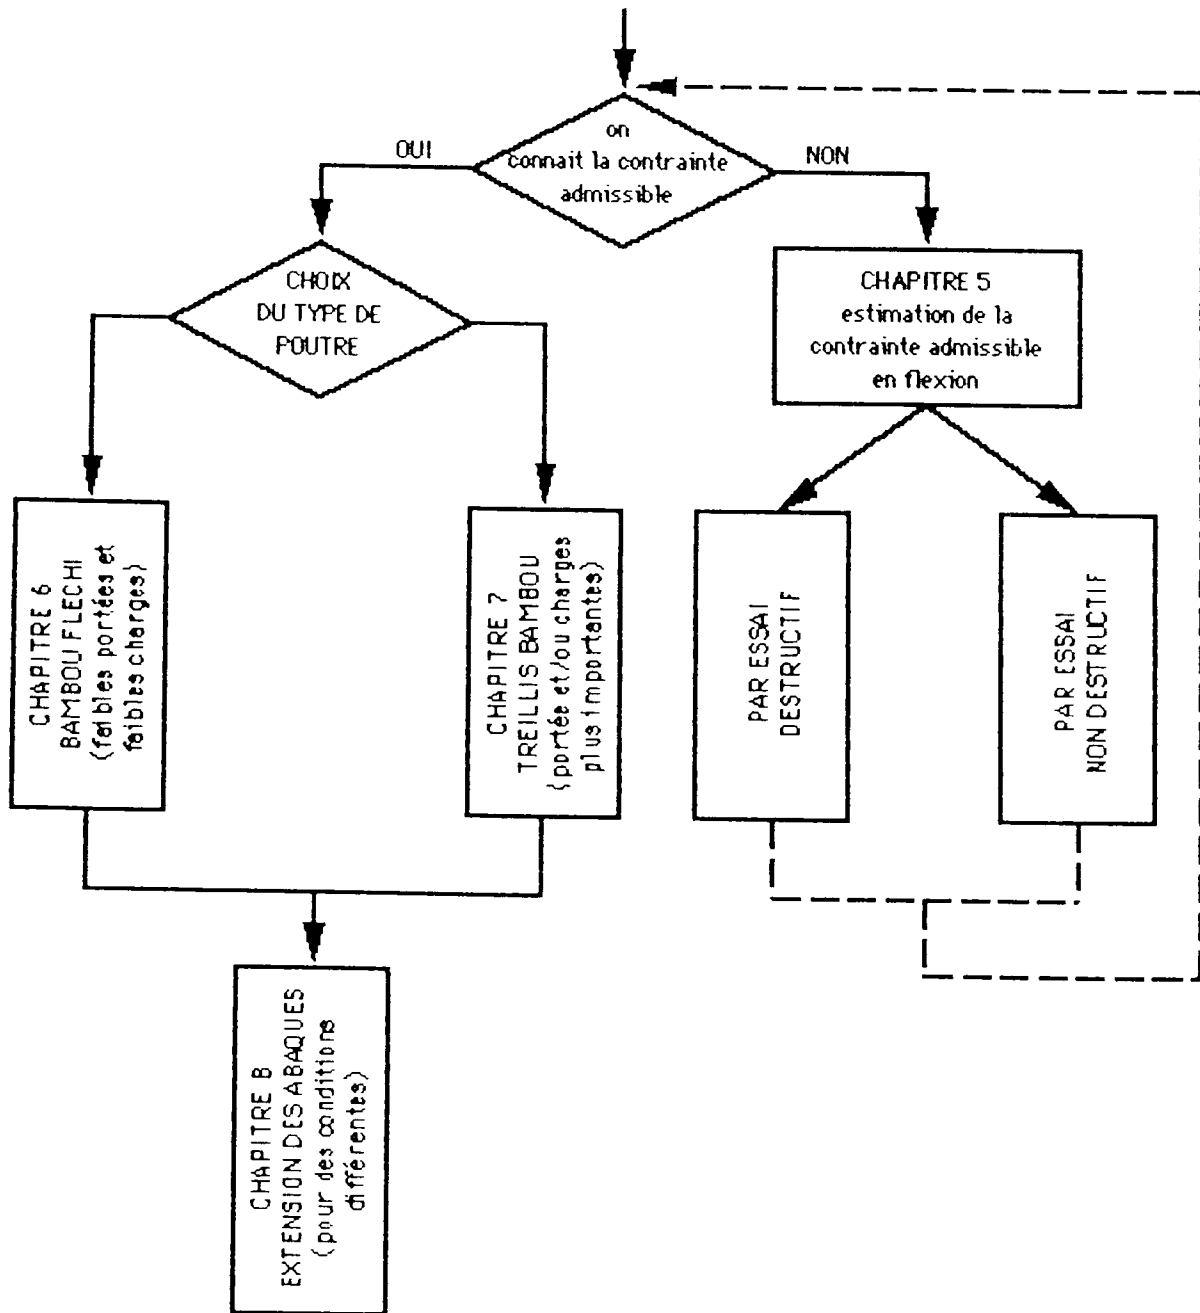 on
connait la contrainte
admissible
OUI
NON
CHOIX
DU TYPE DE
POUTRE
CHAPITRE 5
estimation de la
contrainte admissible
en flexion
CHAPITRE 6
BAMBOU FLECHI
(faibles portées et
faibles charges)
CHAPITRE 7
TREILLIS BAMBOU
(portée et/ou charges
plus importantes)
PAR ESSAI
DESTRUCTIF
PAR ESSAI
NON DESTRUCTIF
CHAPITRE 8
EXTENSION DES ABAQUES
(pour des conditions
différentes)